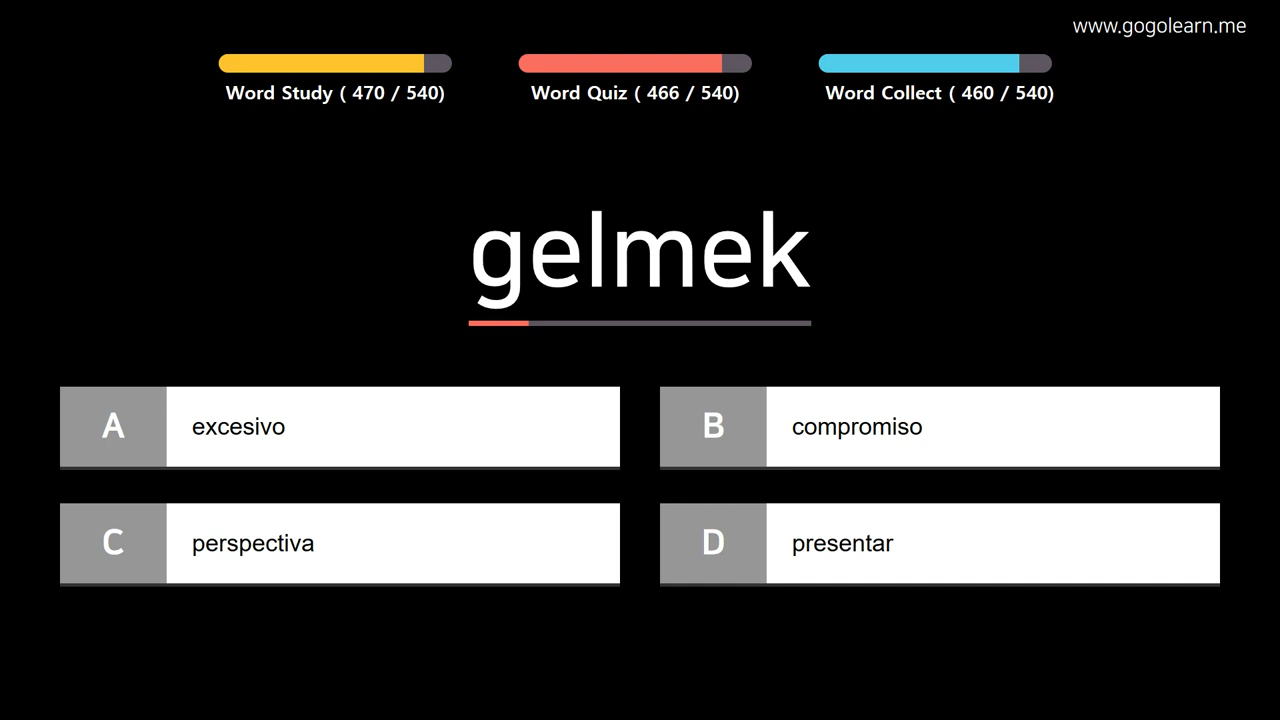 www.gogolearn.me
Word Study ( 470 / 540)
Word Quiz ( 466 / 540)
Word Collect ( 460 / 540)
gelmek
A
excesivo
B
compromiso
C
perspectiva
D
presentar